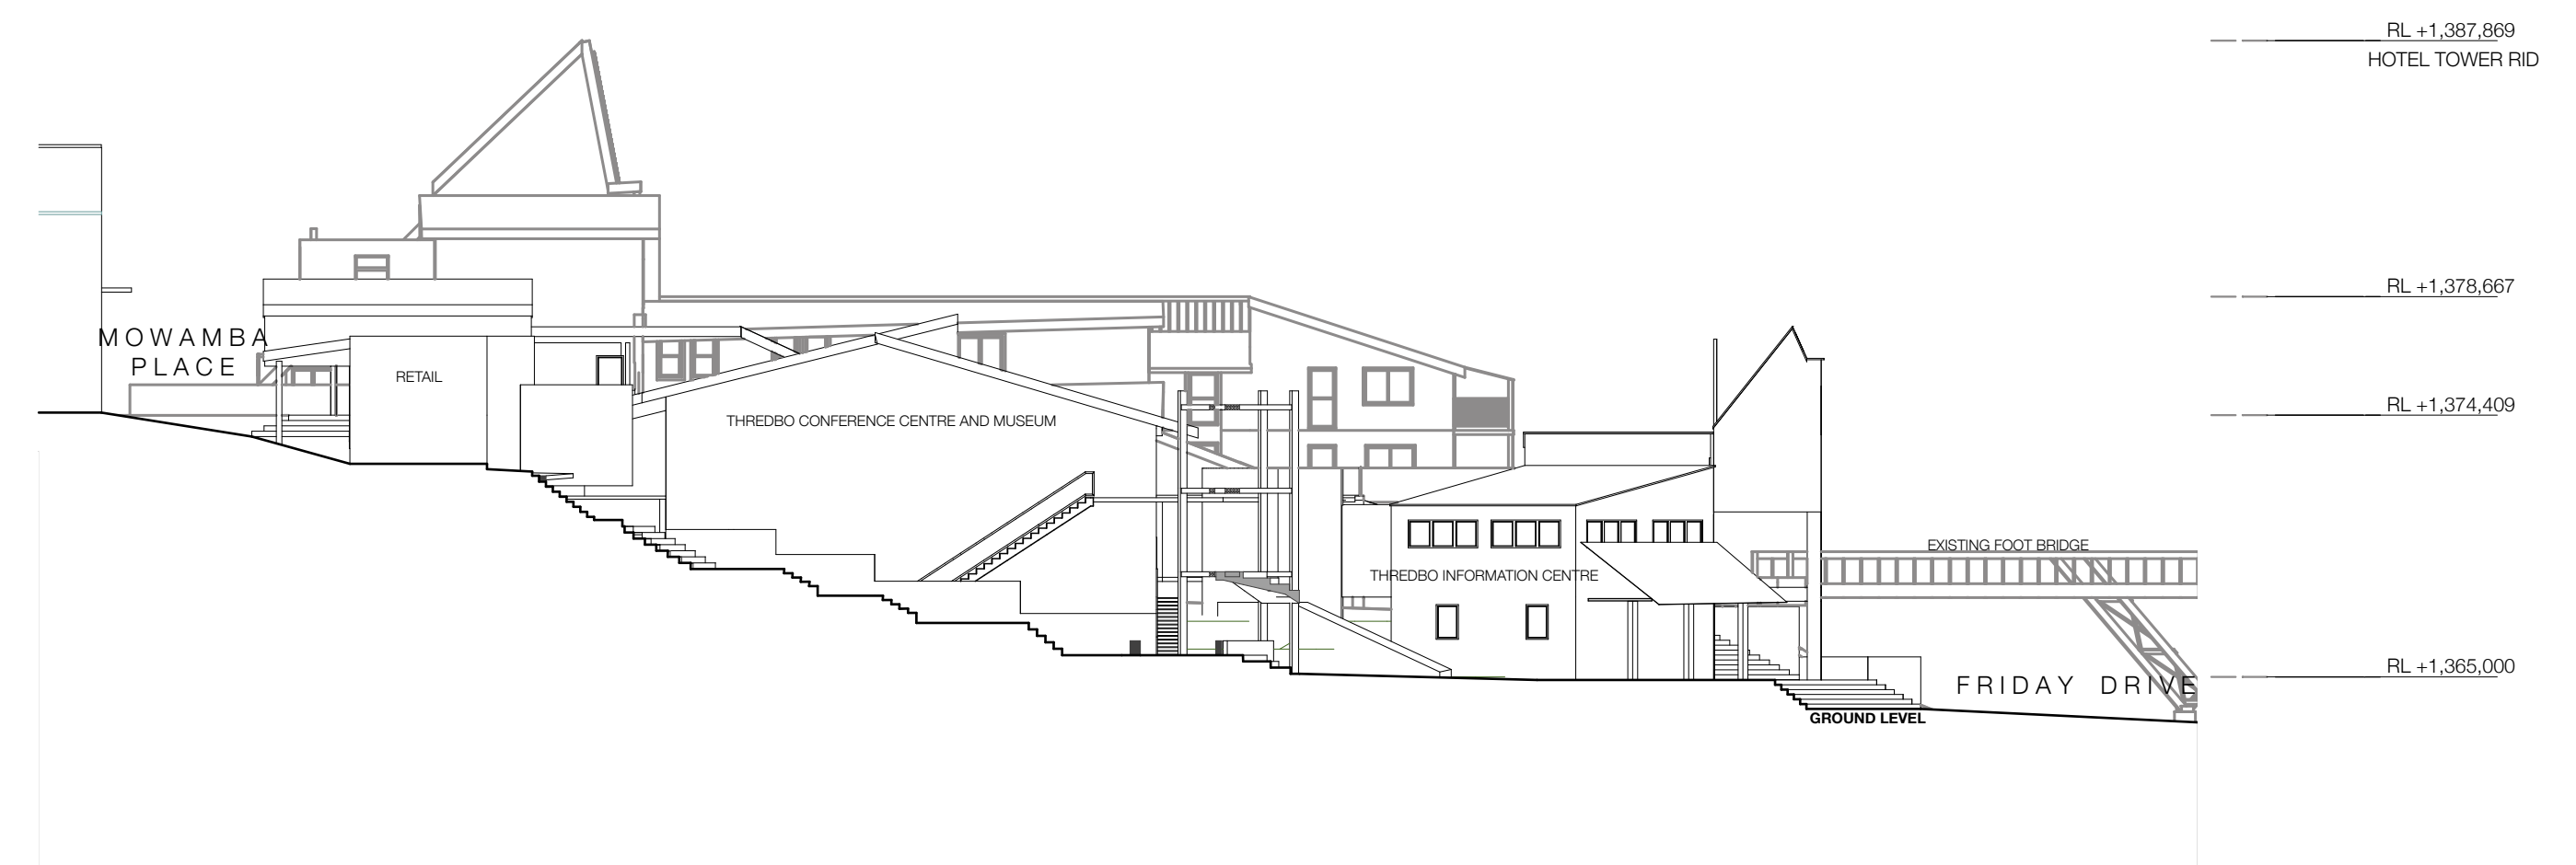 RL +1,387,869
HOTEL TOWER RID
RL +1,378,667
MOWAMBA
PLACE
RETAIL
RL +1,374,409
THREDBO CONFERENCE CENTRE AND MUSEUM
EXISTING FOOT BRIDGE
THREDBO INFORMATION CENTRE
RL +1,365,000
FRIDAY DRIVE
GROUND LEVEL